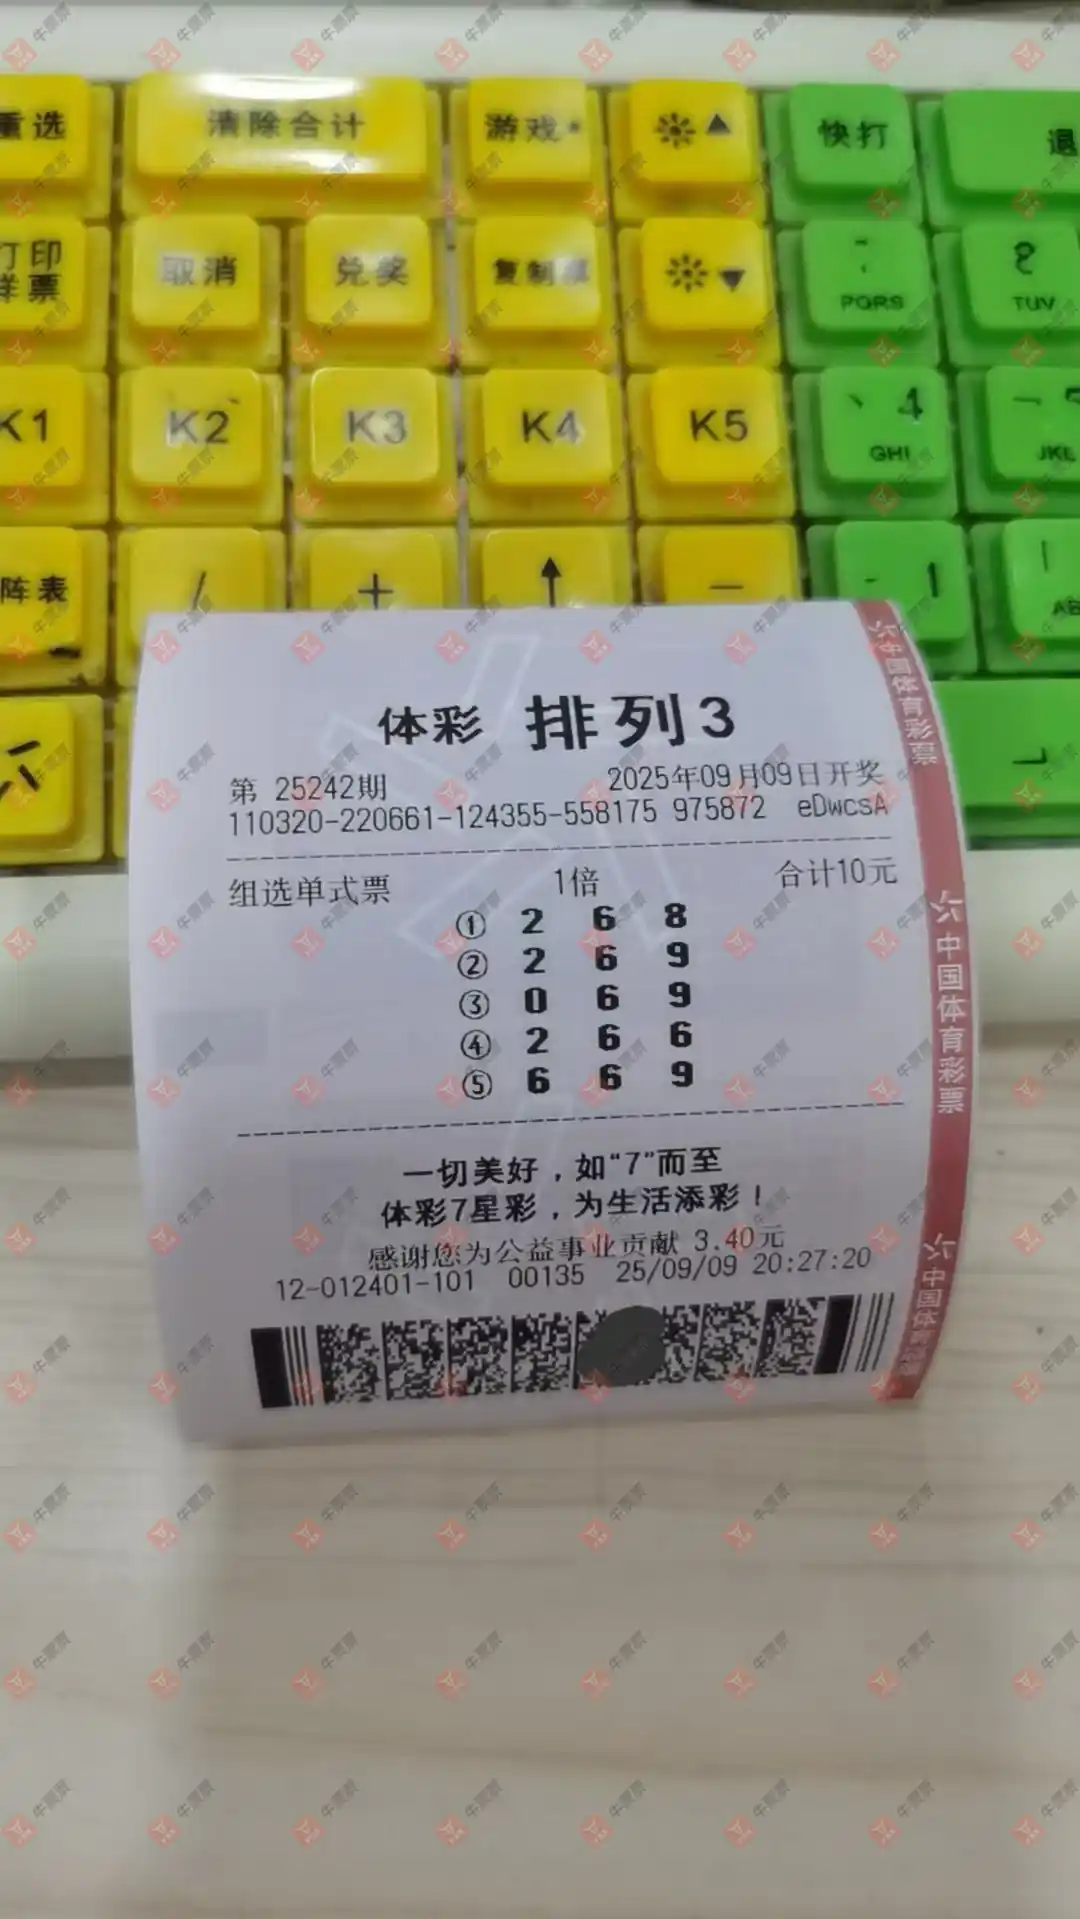 重选 清除合计 游戏 快打
打印 取消 兑奖 复制票
样票 PQRS TUV
K1 K2 K3 K4 K5 4
GHI JKL
阵表 / + ↑ - 1
体彩 排列3
第 25242期 2025年09月09日开奖
110320-220661-124355-558175 975872 eDwcsA
组选单式票 1倍 合计10元
① 2 6 8
② 2 6 9
③ 0 6 9
④ 2 6 6
⑤ 6 6 9
一切美好，如“7”而至
体彩7星彩，为生活添彩！
感谢您为公益事业贡献 3.40元
12-012401-101 00135 25/09/09 20:27:20
中国体育彩票
中国体育彩票
中国体育
牛票票